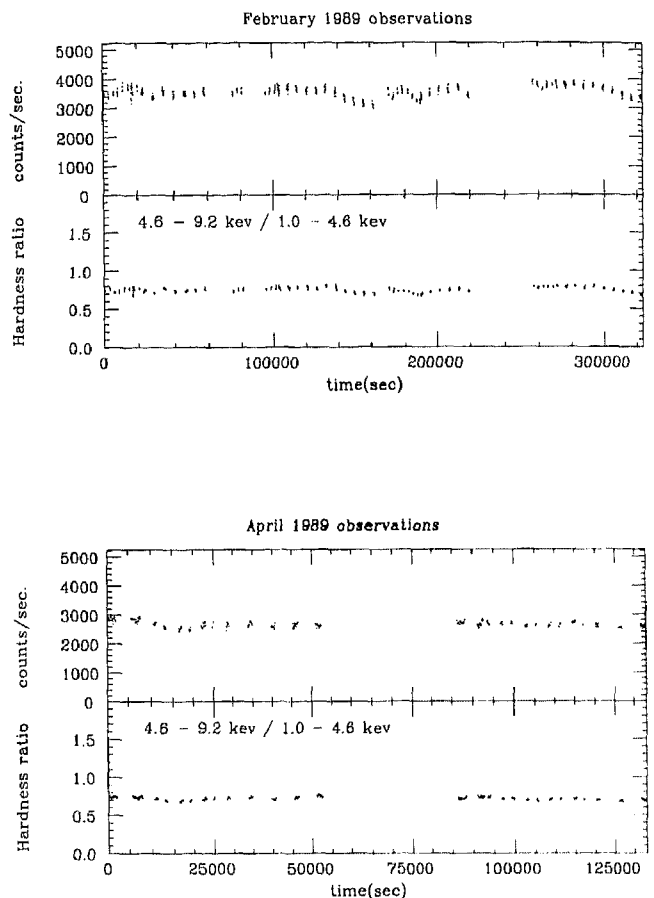 February 1989 observations
5000
4000
3000
2000
1000
0
counts/sec.
4.6 - 9.2 kev / 1.0 - 4.6 kev
1.5
1.0
0.5
0.0
Hardness ratio
0 100000 200000 300000
time(sec)
April 1989 observations
5000
4000
3000
2000
1000
0
counts/sec.
4.6 - 9.2 kev / 1.0 - 4.6 kev
1.5
1.0
0.5
0.0
Hardness ratio
0 25000 50000 75000 100000 125000
time(sec)